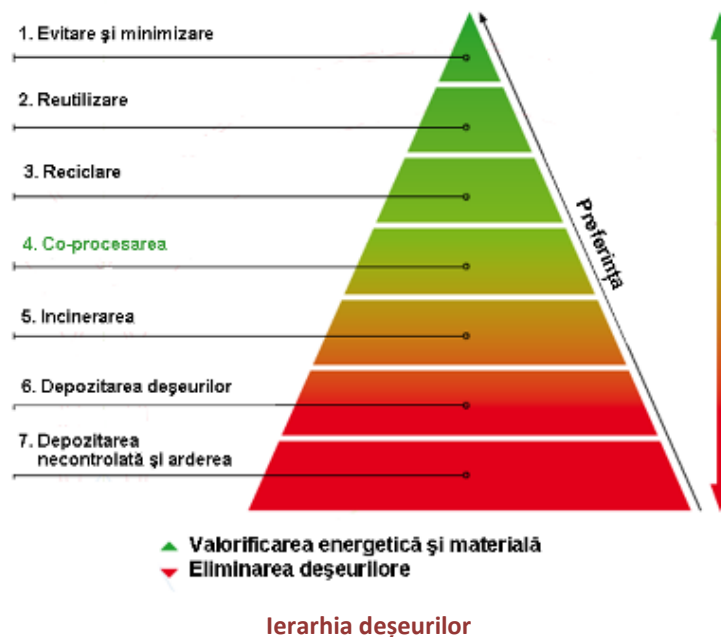 1. Evitare şi minimizare
2. Reutilizare
3. Reciclare
4. Co-procesarea
5. Incinerarea
6. Depozitarea deşeurilor
7. Depozitarea
necontrolată şi arderea
Preferinţa
Valorificarea energetică şi materială
Eliminarea deşeurilore
Ierarhia deșeurilor